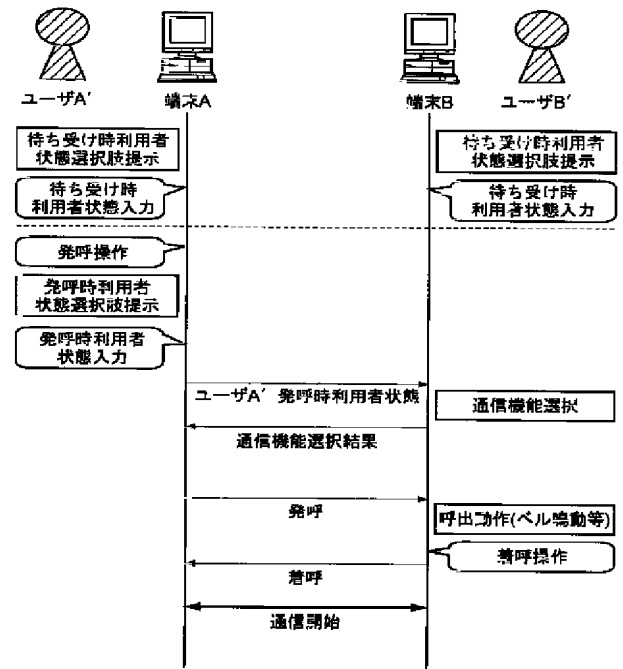 ユーザA′
端末A
端末B
ユーザB′
待ち受け時利用者
状態選択肢提示
待ち受け時利用者
状態選択肢提示
待ち受け時
利用者状態入力
待ち受け時
利用者状態入力
発呼操作
発呼時利用者
状態選択肢提示
発呼時利用者
状態入力
ユーザA′ 発呼時利用者状態
通信機能選択
通信機能選択結果
発呼
呼出動作(ベル鳴動等)
着呼操作
着呼
通信開始